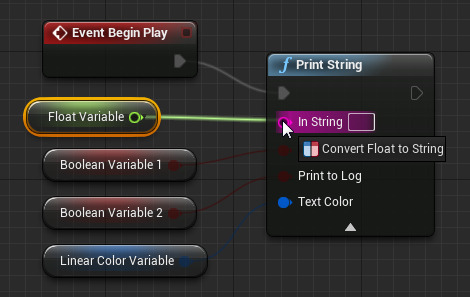 Event Begin Play
f Print String
Float Variable
In String
Convert Float to String
Boolean Variable 1
Print to Log
Boolean Variable 2
Text Color
Linear Color Variable